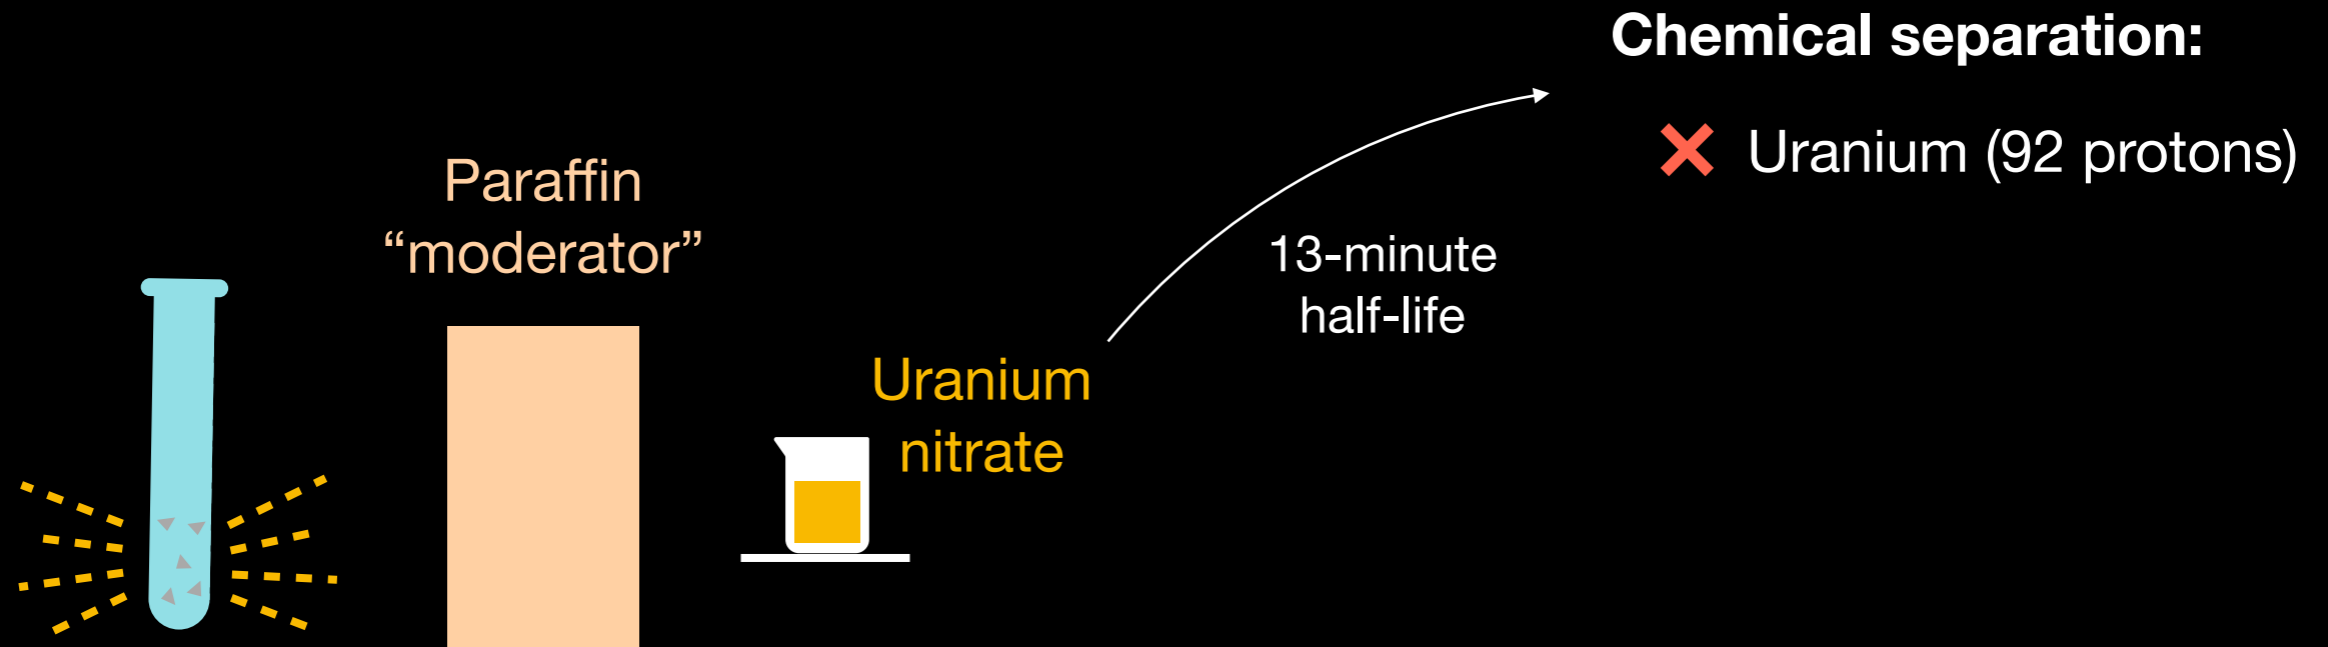 Chemical separation:
Uranium (92 protons)
Paraffin
“moderator”
13-minute
half-life
Uranium
nitrate